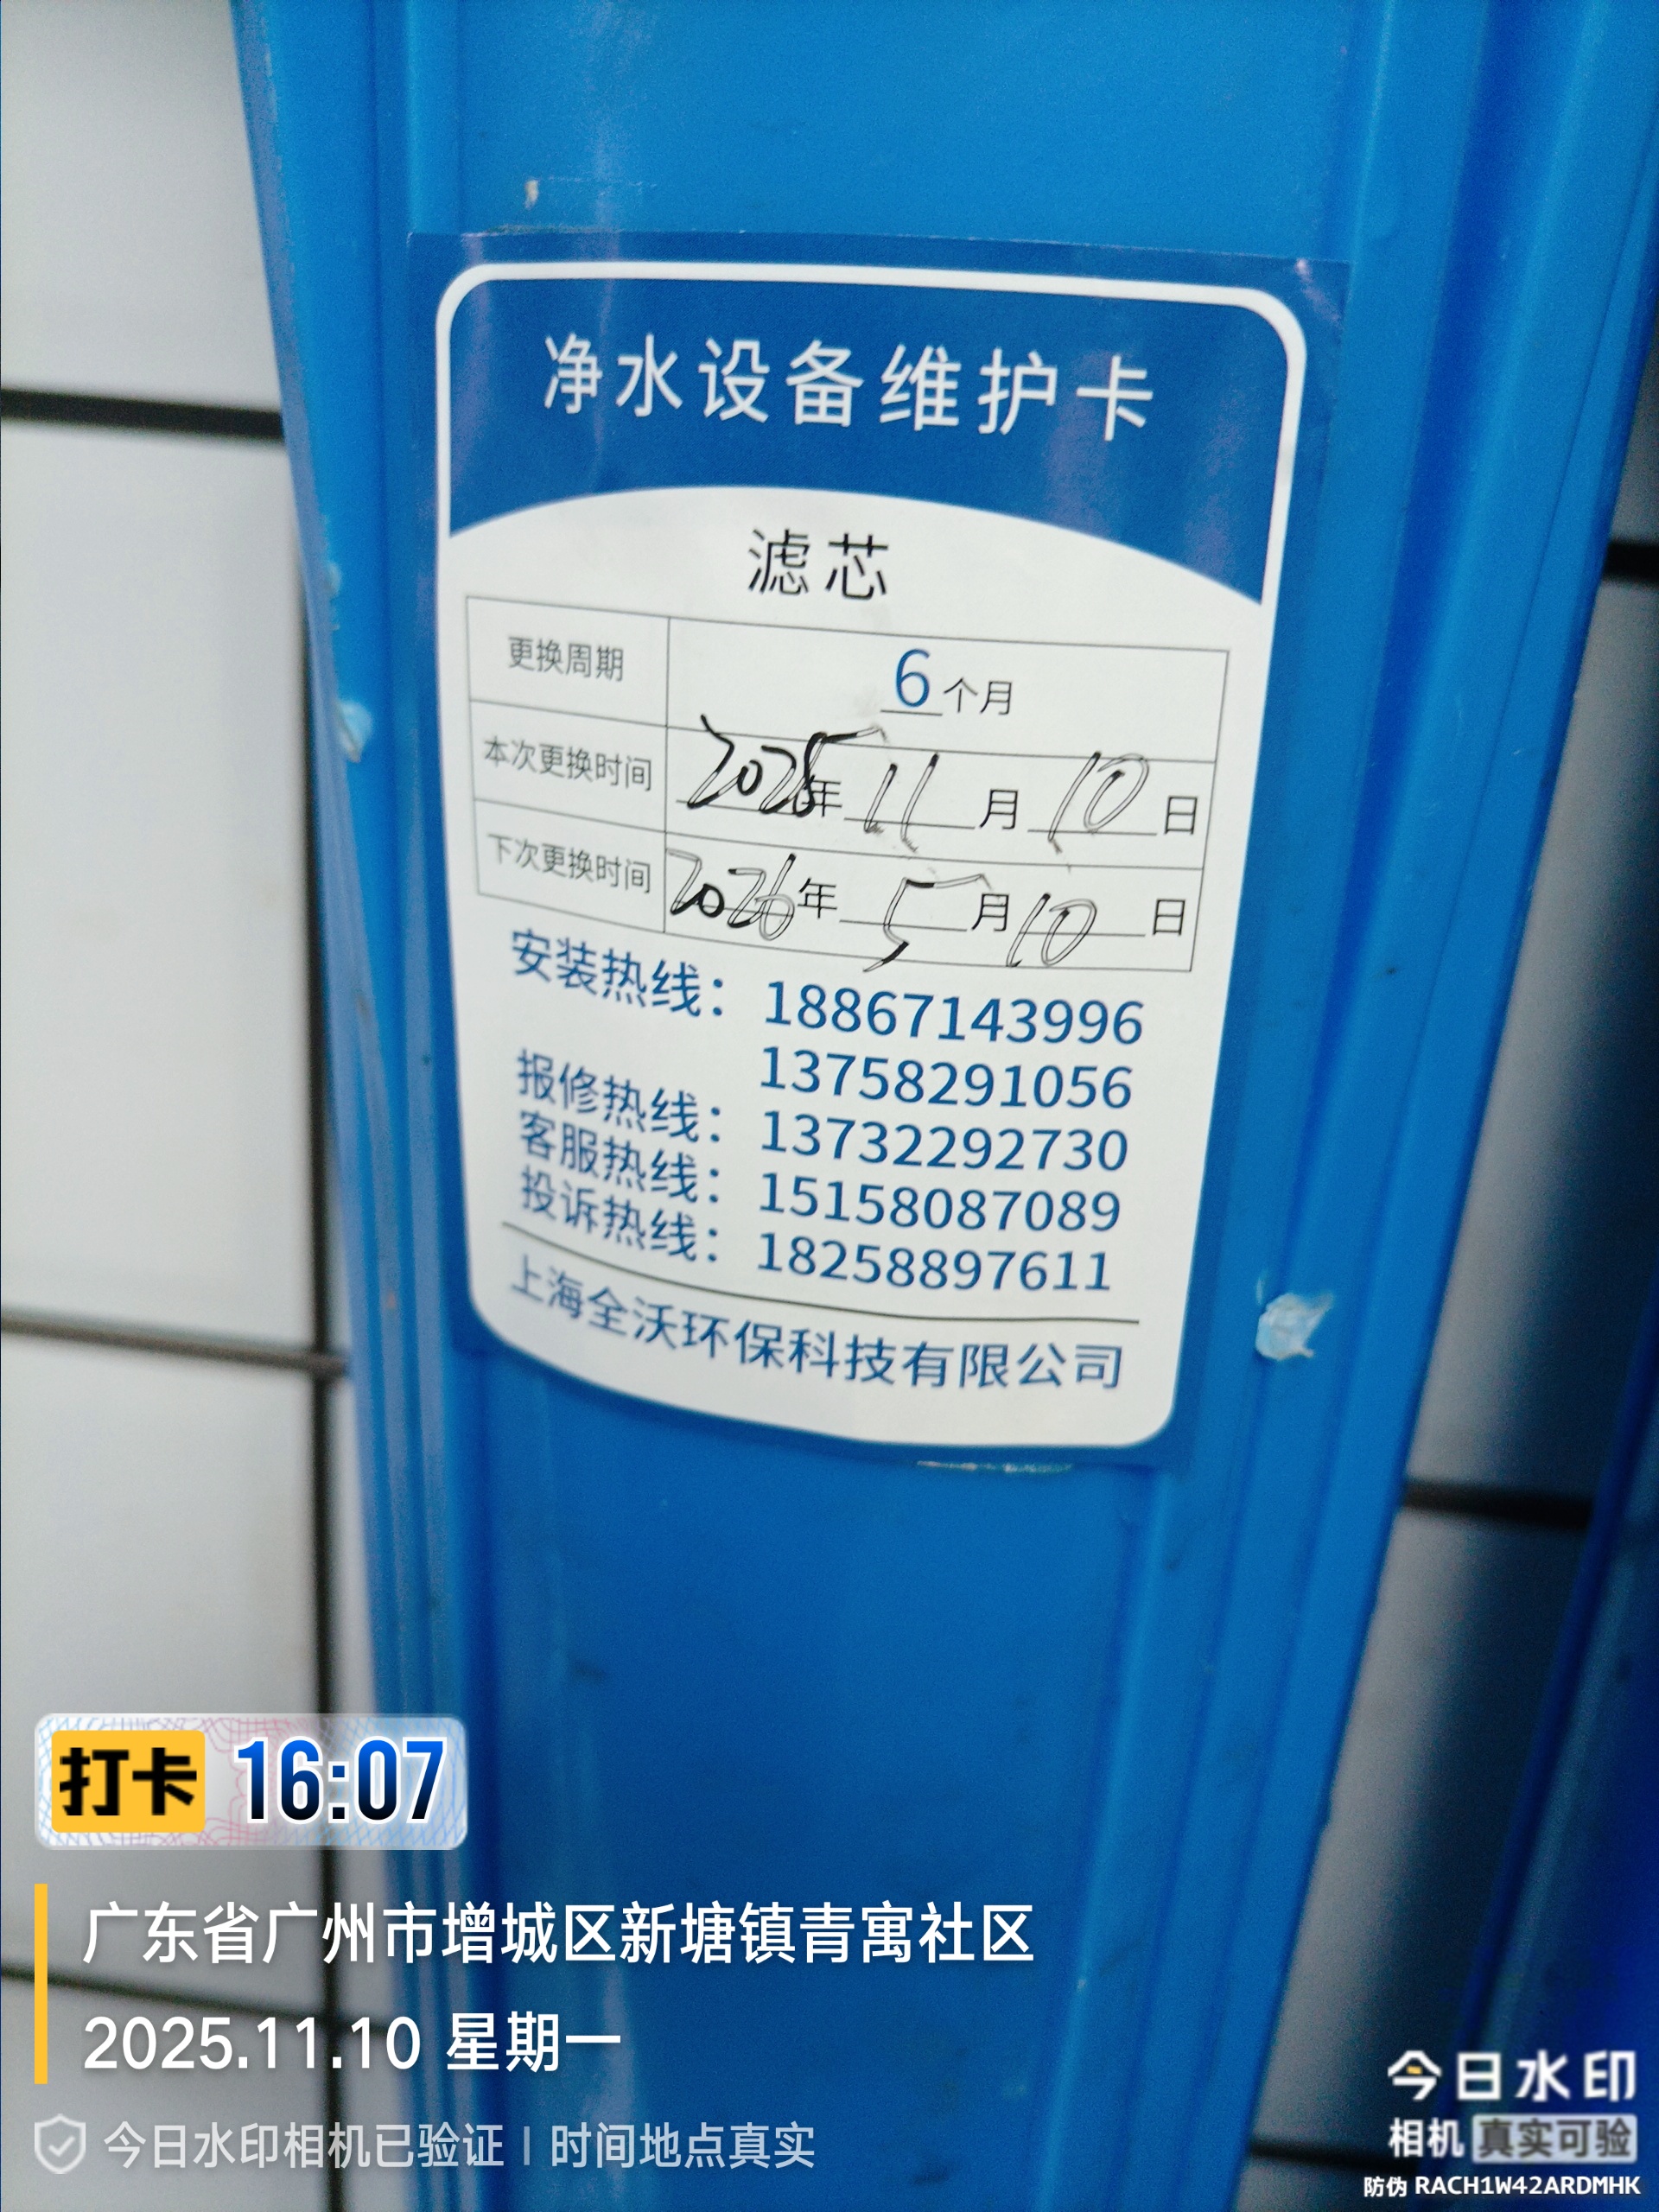 净水设备维护卡
滤芯
更换周期 6个月
本次更换时间 2025年11月10日
下次更换时间 2026年5月10日
安装热线：18867143996
13758291056
报修热线：13732292730
客服热线：15158087089
投诉热线：18258897611
上海全沃环保科技有限公司
打卡 16:07
广东省广州市增城区新塘镇青寓社区
2025.11.10 星期一
今日水印相机已验证 | 时间地点真实
今日水印
相机 真实可验
防伪 RACH1W42ARDMHK